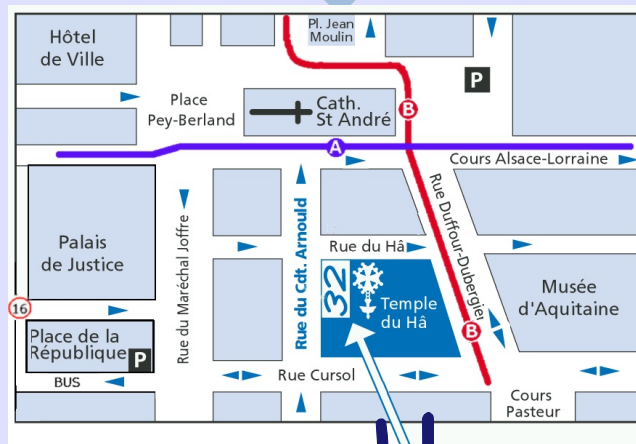 Hôtel
de Ville
Pl. Jean
Moulin
P
Place
Pey-Berland
Cath.
St André
B
A
Cours Alsace-Lorraine
Palais
de Justice
Rue du Maréchal Joffre
Rue du Cdt. Arnould
Rue du Hâ
Rue Duffour-Dubergier
32
Temple
du Hâ
Musée
d'Aquitaine
16
Place de la
République
P
B
BUS
Rue Cursol
Cours
Pasteur